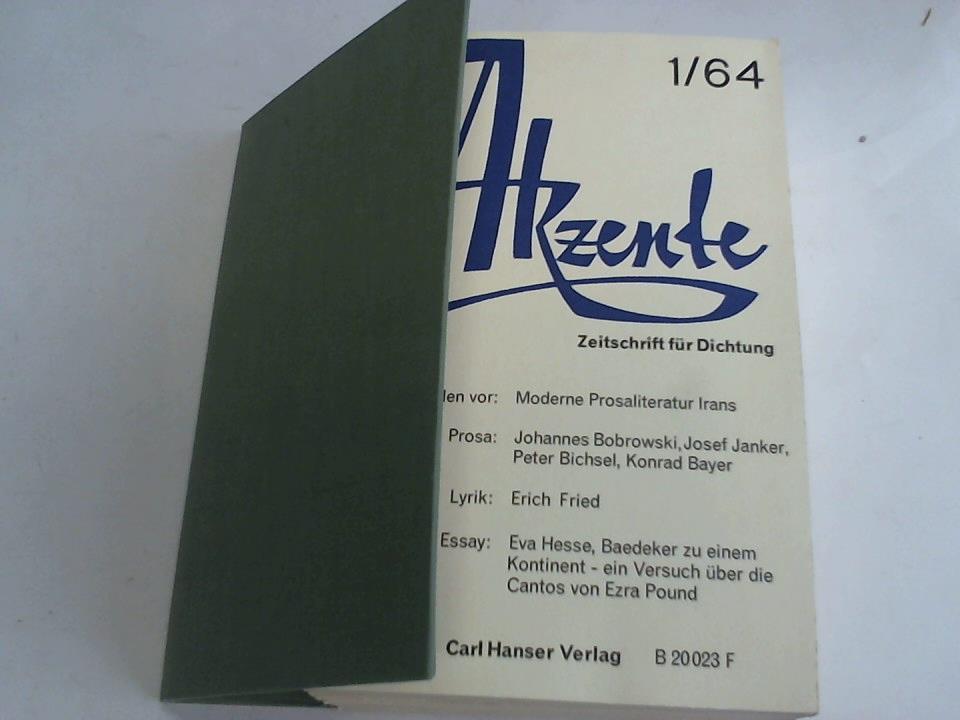 1/64
Akzente
Zeitschrift für Dichtung
len vor: Moderne Prosaliteratur Irans
Prosa: Johannes Bobrowski, Josef Janker,
Peter Bichsel, Konrad Bayer
Lyrik: Erich Fried
Essay: Eva Hesse, Baedeker zu einem
Kontinent - ein Versuch über die
Cantos von Ezra Pound
Carl Hanser Verlag B 20 023 F